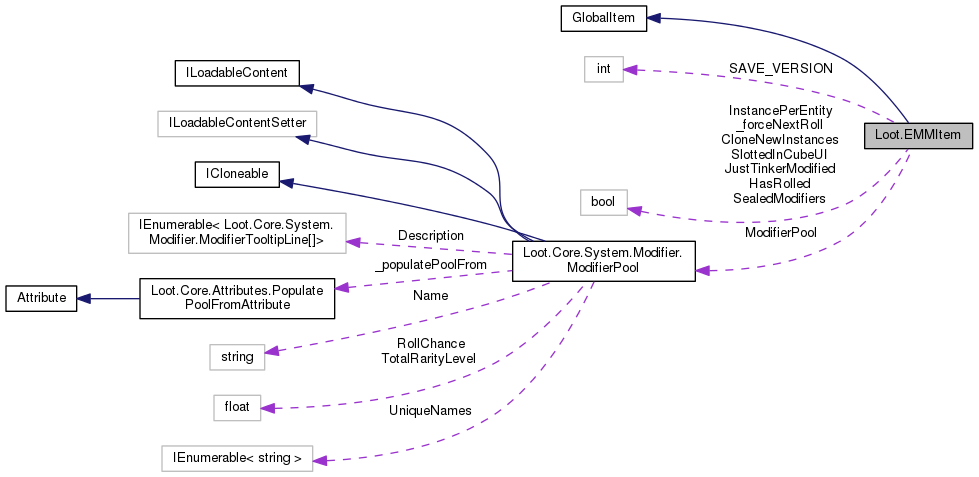 GlobalItem
ILoadableContent
int
SAVE_VERSION
ILoadableContentSetter
InstancePerEntity
_forceNextRoll
CloneNewInstances
SlottedInCubeUI
JustTinkerModified
HasRolled
SealedModifiers
Loot.EMMItem
ICloneable
bool
IEnumerable< Loot.Core.System.
Modifier.ModifierTooltipLine[]>
Description
ModifierPool
Loot.Core.System.Modifier.
ModifierPool
_populatePoolFrom
Attribute
Loot.Core.Attributes.Populate
PoolFromAttribute
Name
string
RollChance
TotalRarityLevel
float
UniqueNames
IEnumerable< string >